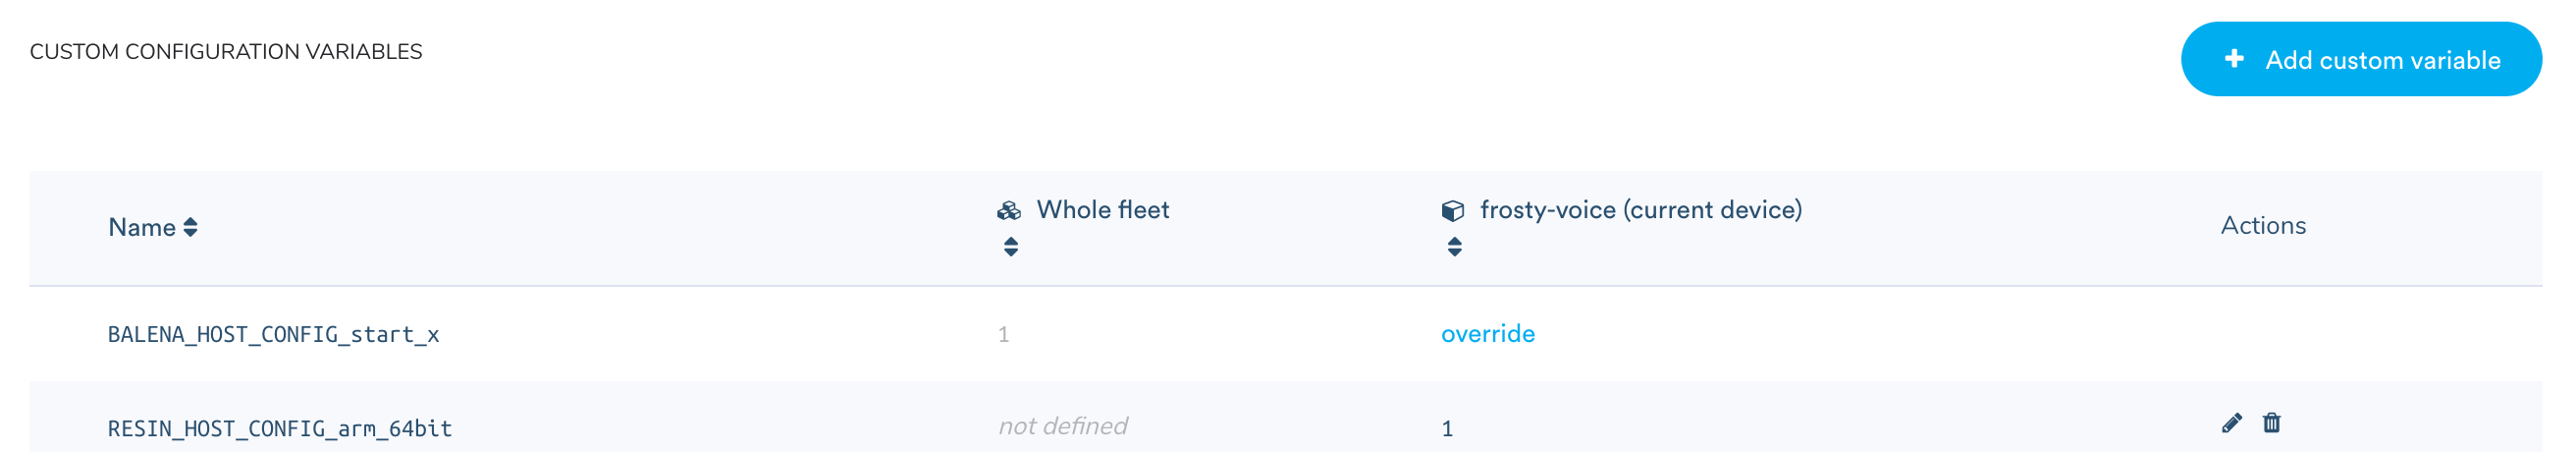 CUSTOM CONFIGURATION VARIABLES
Add custom variable
Name Whole fleet frosty-voice (current device) Actions
BALENA_HOST_CONFIG_start_x 1 override
RESIN_HOST_CONFIG_arm_64bit not defined 1